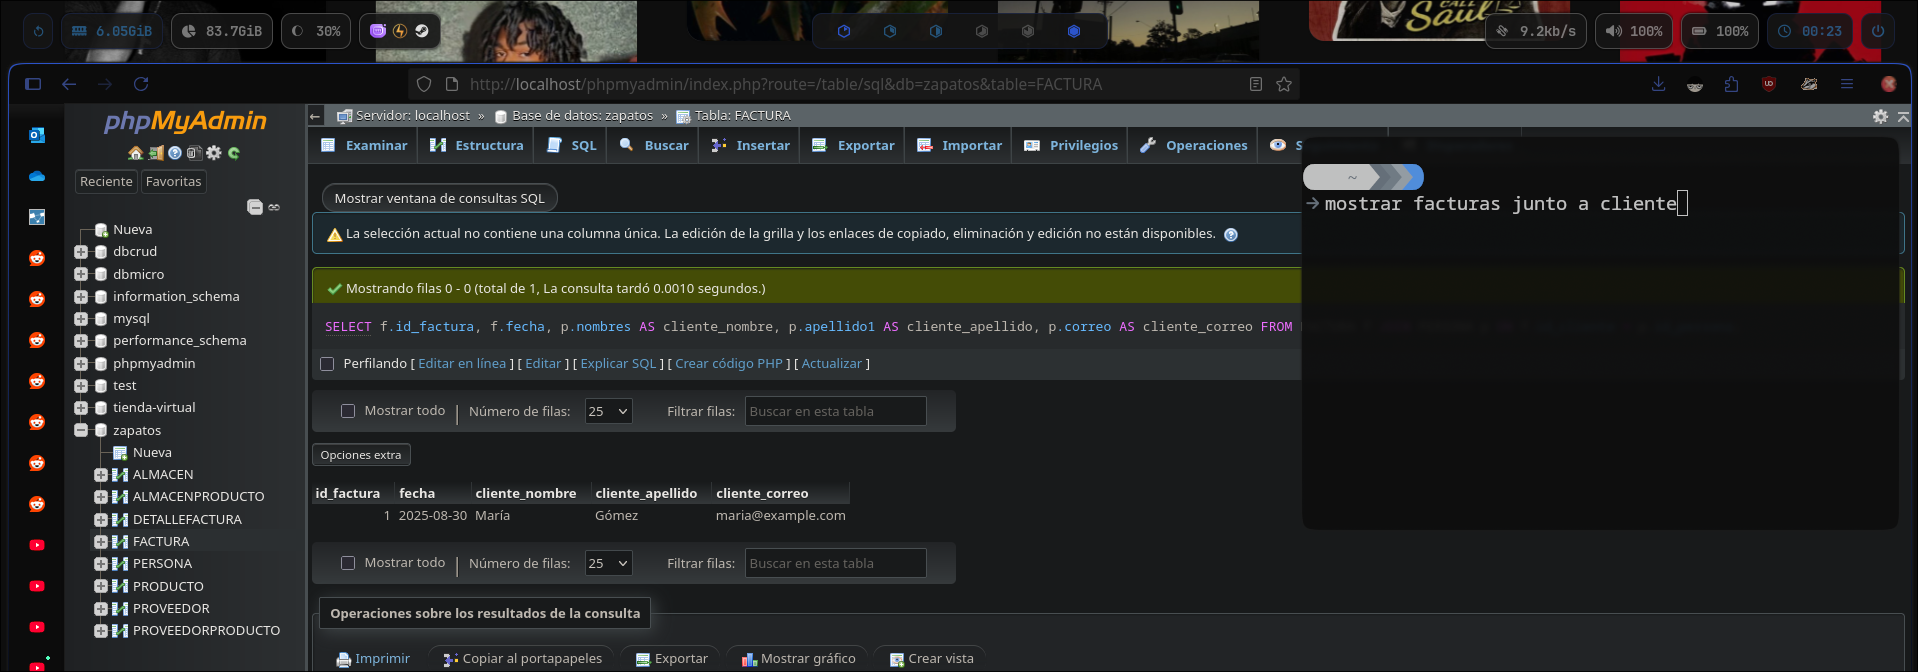 6.05GiB
83.7GiB
30%
CALL
Saul
9.2kb/s
100%
100%
00:23
http://localhost/phpmyadmin/index.php?route=/table/sql&db=zapatos&table=FACTURA
phpMyAdmin
Reciente
Favoritas
Nueva
dbcrud
dbmicro
information_schema
mysql
performance_schema
phpmyadmin
test
tienda-virtual
zapatos
Nueva
ALMACEN
ALMACENPRODUCTO
DETALLEFACTURA
FACTURA
PERSONA
PRODUCTO
PROVEEDOR
PROVEEDORPRODUCTO
Servidor: localhost » Base de datos: zapatos » Tabla: FACTURA
Examinar Estructura SQL Buscar Insertar Exportar Importar Privilegios Operaciones
~
mostrar facturas junto a cliente
Mostrar ventana de consultas SQL
La selección actual no contiene una columna única. La edición de la grilla y los enlaces de copiado, eliminación y edición no están disponibles.
Mostrando filas 0 - 0 (total de 1, La consulta tardó 0.0010 segundos.)
SELECT f.id_factura, f.fecha, p.nombres AS cliente_nombre, p.apellido1 AS cliente_apellido, p.correo AS cliente_correo FROM
Perfilando [ Editar en línea ] [ Editar ] [ Explicar SQL ] [ Crear código PHP ] [ Actualizar ]
Mostrar todo | Número de filas: 25 Filtrar filas: Buscar en esta tabla
Opciones extra
id_factura fecha cliente_nombre cliente_apellido cliente_correo
1 2025-08-30 María Gómez maria@example.com
Mostrar todo | Número de filas: 25 Filtrar filas: Buscar en esta tabla
Operaciones sobre los resultados de la consulta
Imprimir Copiar al portapapeles Exportar Mostrar gráfico Crear vista